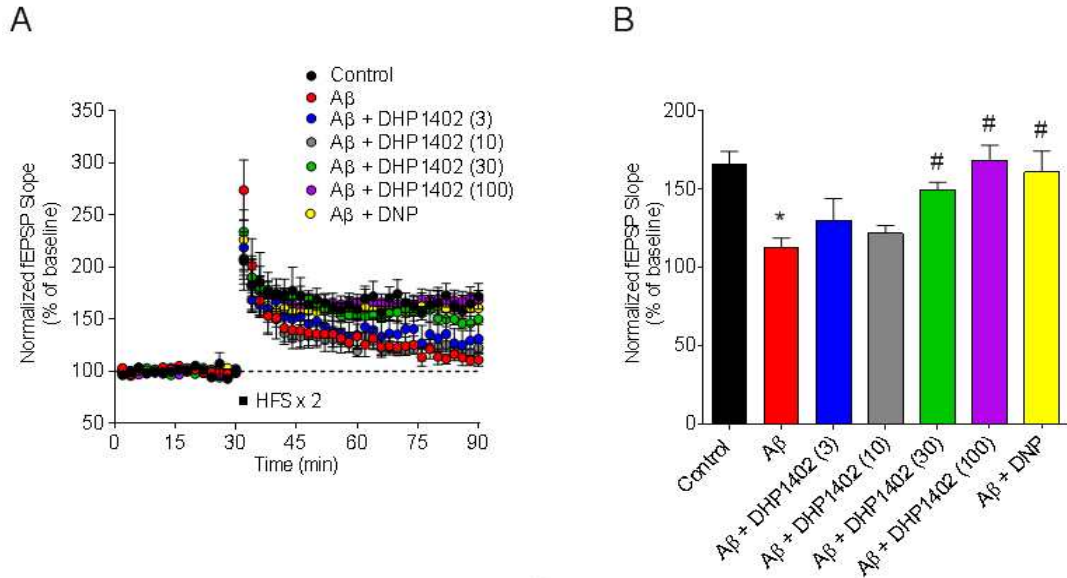 A
Control
Aβ
Aβ + DHP1402 (3)
Aβ + DHP1402 (10)
Aβ + DHP1402 (30)
Aβ + DHP1402 (100)
Aβ + DNP
Normalized fEPSP Slope
(% of baseline)
350
300
250
200
150
100
50
HFS x 2
0 15 30 45 60 75 90
Time (min)
B
Normalized fEPSP Slope
(% of baseline)
200
150
100
50
0
*
#
#
#
Control
Aβ
Aβ + DHP1402 (3)
Aβ + DHP1402 (10)
Aβ + DHP1402 (30)
Aβ + DHP1402 (100)
Aβ + DNP